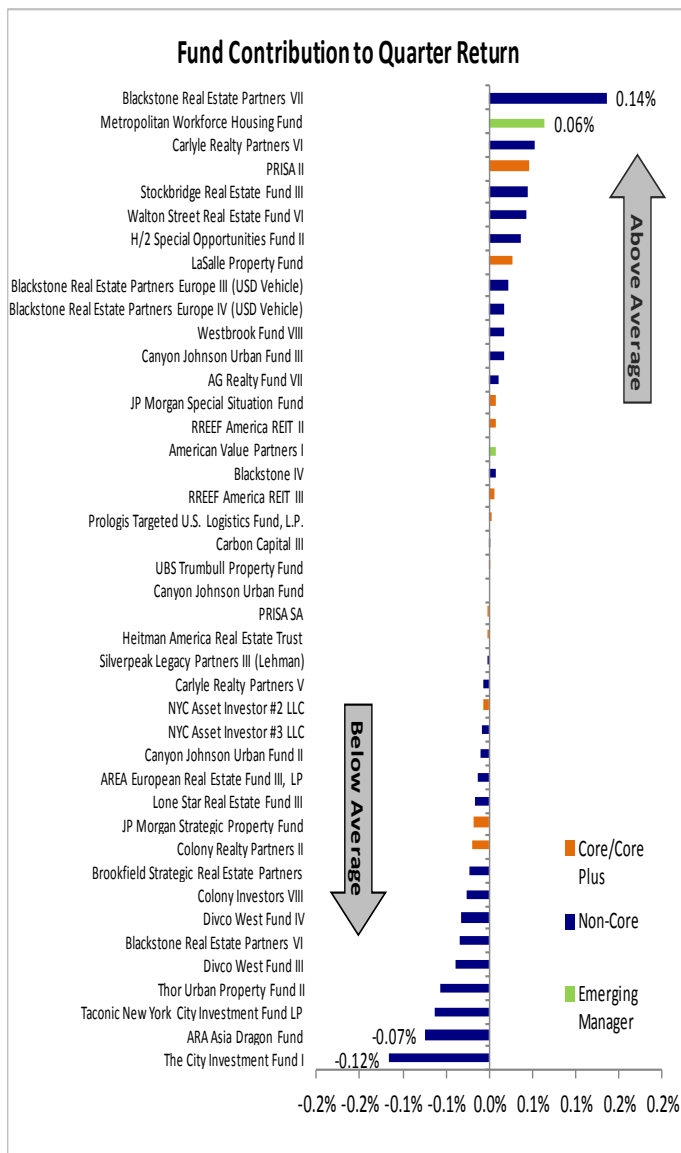 Fund Contribution to Quarter Return
Blackstone Real Estate Partners VII
0.14%
Metropolitan Workforce Housing Fund
0.06%
Carlyle Realty Partners VI
PRISA II
Stockbridge Real Estate Fund III
Walton Street Real Estate Fund VI
H/2 Special Opportunities Fund II
LaSalle Property Fund
Blackstone Real Estate Partners Europe III (USD Vehicle)
Blackstone Real Estate Partners Europe IV (USD Vehicle)
Westbrook Fund VIII
Canyon Johnson Urban Fund III
AG Realty Fund VII
JP Morgan Special Situation Fund
RREEF America REIT II
American Value Partners I
Blackstone IV
RREEF America REIT III
Prologis Targeted U.S. Logistics Fund, L.P.
Carbon Capital III
UBS Trumbull Property Fund
Canyon Johnson Urban Fund
PRISA SA
Heitman America Real Estate Trust
Silverpeak Legacy Partners III (Lehman)
Carlyle Realty Partners V
NYC Asset Investor #2 LLC
NYC Asset Investor #3 LLC
Canyon Johnson Urban Fund II
AREA European Real Estate Fund III, LP
Lone Star Real Estate Fund III
JP Morgan Strategic Property Fund
Colony Realty Partners II
Brookfield Strategic Real Estate Partners
Colony Investors VIII
Divco West Fund IV
Blackstone Real Estate Partners VI
Divco West Fund III
Thor Urban Property Fund II
Taconic New York City Investment Fund LP
ARA Asia Dragon Fund
-0.07%
The City Investment Fund I
-0.12%
Above Average
Below Average
Core/Core
Plus
Non-Core
Emerging
Manager
-0.2% -0.2% -0.1% -0.1% 0.0% 0.1% 0.1% 0.2% 0.2%